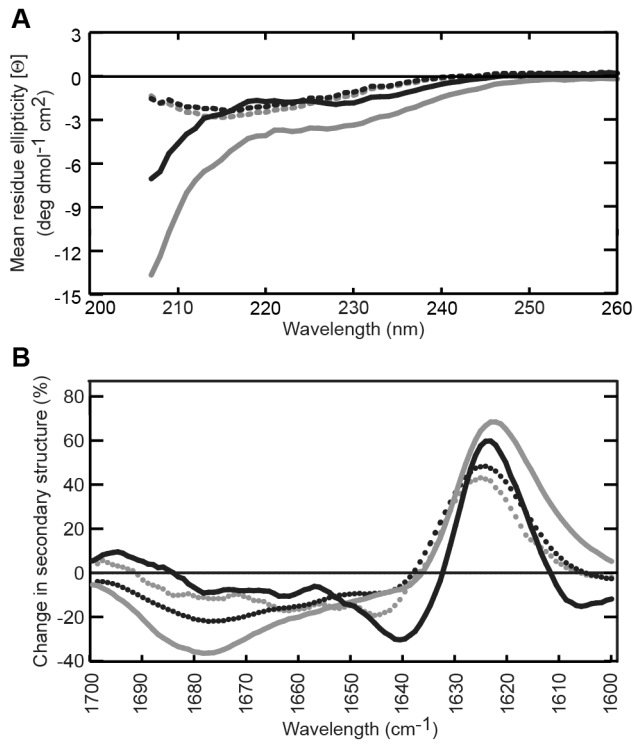 A
Mean residue ellipticity [Θ]
(deg dmol-1 cm2)
3
0
-3
-6
-9
-12
-15
200 210 220 230 240 250 260
Wavelength (nm)
B
Change in secondary structure (%)
80
60
40
20
0
-20
-40
1700 1690 1680 1670 1660 1650 1640 1630 1620 1610 1600
Wavelength (cm-1)